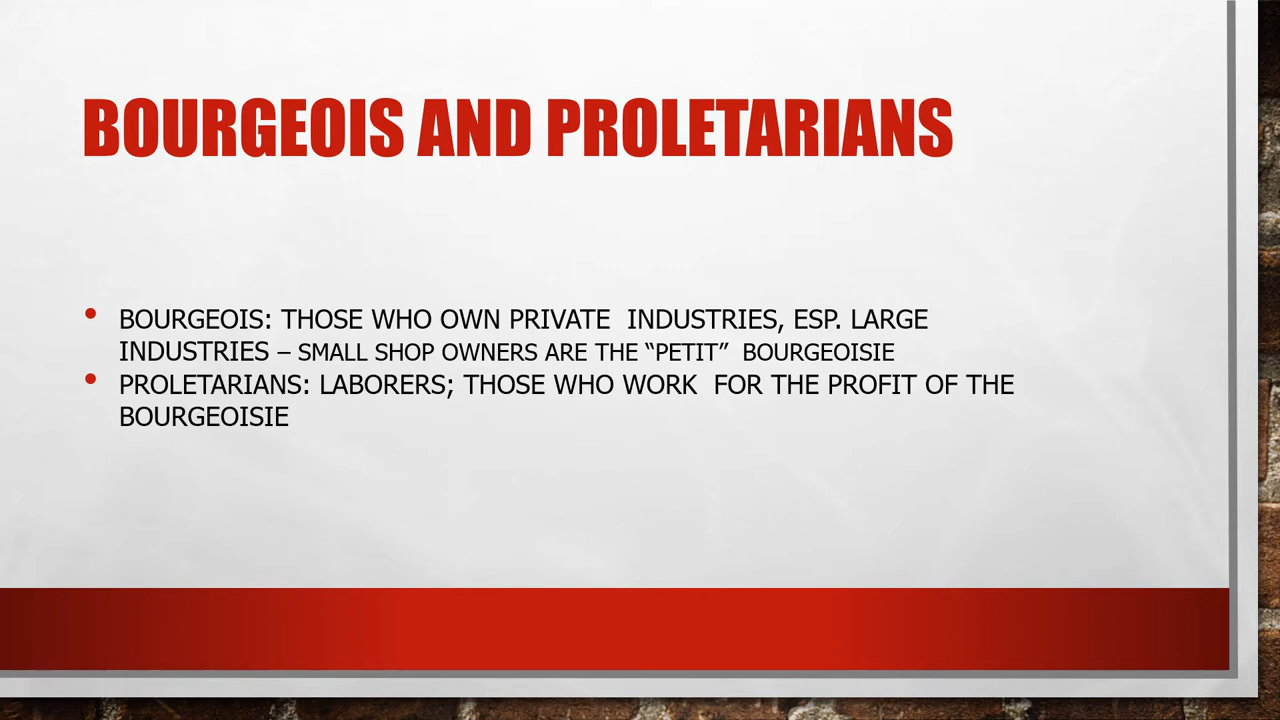 BOURGEOIS AND PROLETARIANS
• BOURGEOIS: THOSE WHO OWN PRIVATE  INDUSTRIES, ESP. LARGE
INDUSTRIES – SMALL SHOP OWNERS ARE THE “PETIT”  BOURGEOISIE
• PROLETARIANS: LABORERS; THOSE WHO WORK  FOR THE PROFIT OF THE
BOURGEOISIE